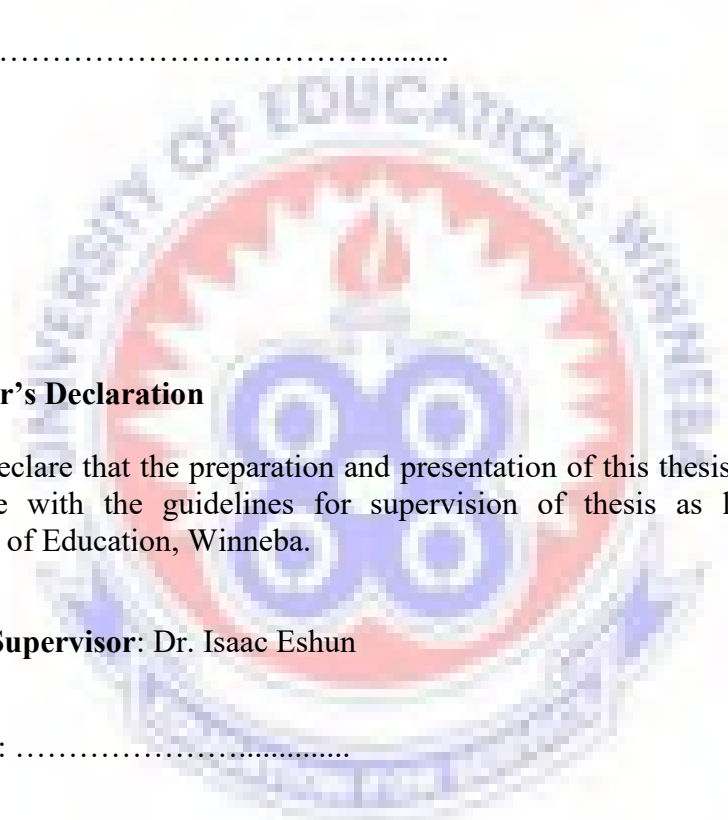 ……………………….…………..........
UNIVERSITY OF EDUCATION, WINNEBA
r’s Declaration
eclare that the preparation and presentation of this thesis
e with the guidelines for supervision of thesis as l
of Education, Winneba.
Supervisor: Dr. Isaac Eshun
: …………………..............